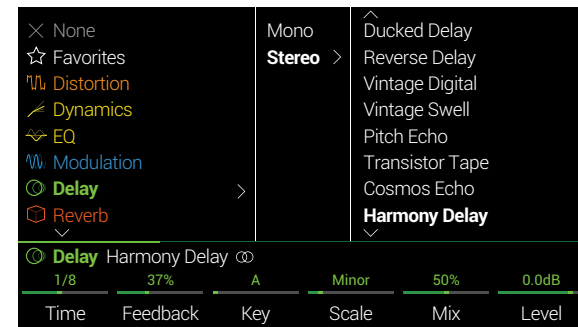 None
Favorites
Distortion
Dynamics
EQ
Modulation
Delay
Reverb
Mono
Stereo
Ducked Delay
Reverse Delay
Vintage Digital
Vintage Swell
Pitch Echo
Transistor Tape
Cosmos Echo
Harmony Delay
Delay Harmony Delay
1/8 37% A Minor 50% 0.0dB
Time Feedback Key Scale Mix Level